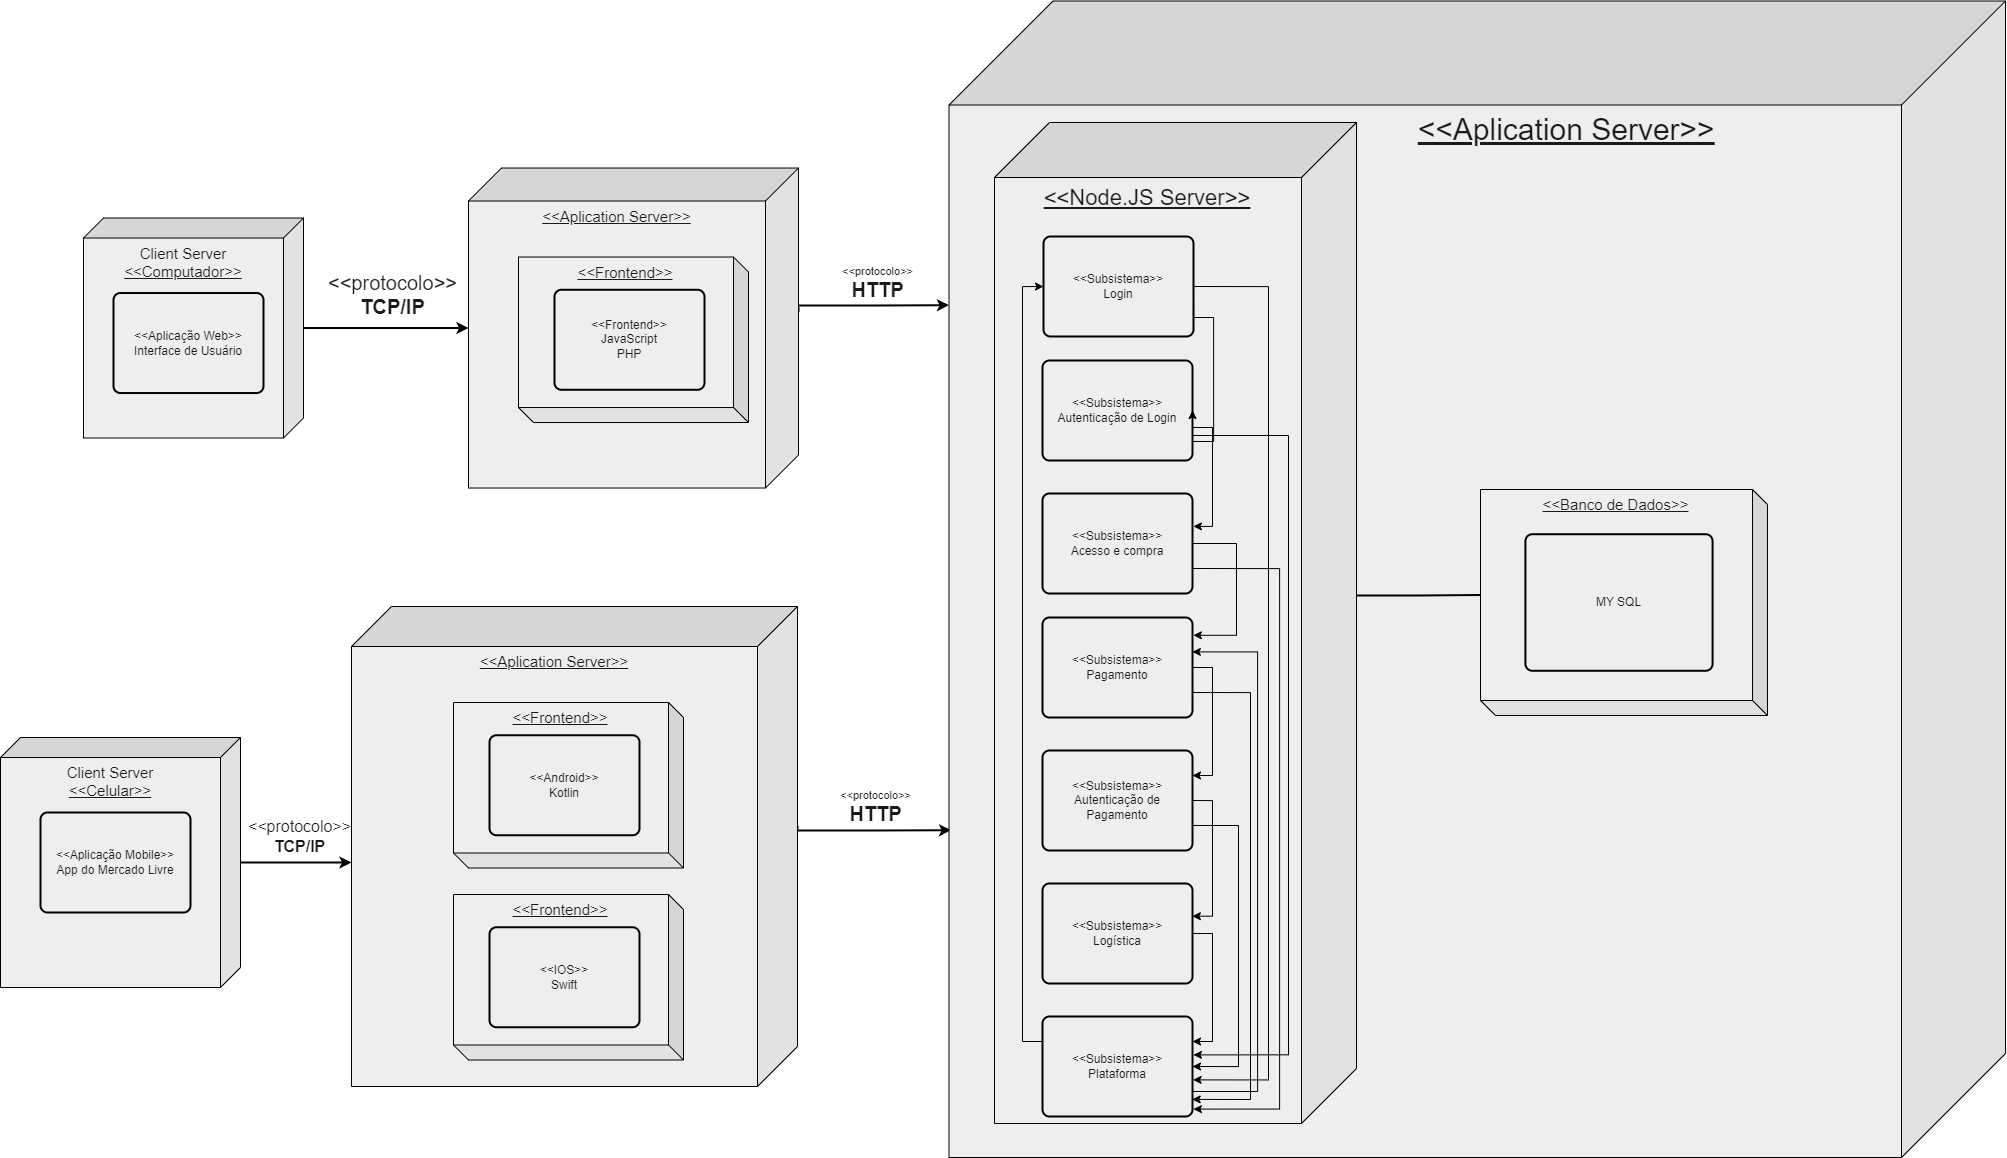 <<Aplication Server>>
<<Node.JS Server>>
<<Aplication Server>>
Client Server
<<Computador>>
<<Aplicação Web>>
Interface de Usuário
<<protocolo>>
TCP/IP
<<Frontend>>
<<Frontend>>
JavaScript
PHP
<<protocolo>>
HTTP
<<Subsistema>>
Login
<<Subsistema>>
Autenticação de Login
<<Subsistema>>
Acesso e compra
<<Subsistema>>
Pagamento
<<Subsistema>>
Autenticação de
Pagamento
<<Subsistema>>
Logística
<<Subsistema>>
Plataforma
<<Banco de Dados>>
MY SQL
Client Server
<<Celular>>
<<Aplicação Mobile>>
App do Mercado Livre
<<protocolo>>
TCP/IP
<<Aplication Server>>
<<Frontend>>
<<Android>>
Kotlin
<<Frontend>>
<<IOS>>
Swift
<<protocolo>>
HTTP